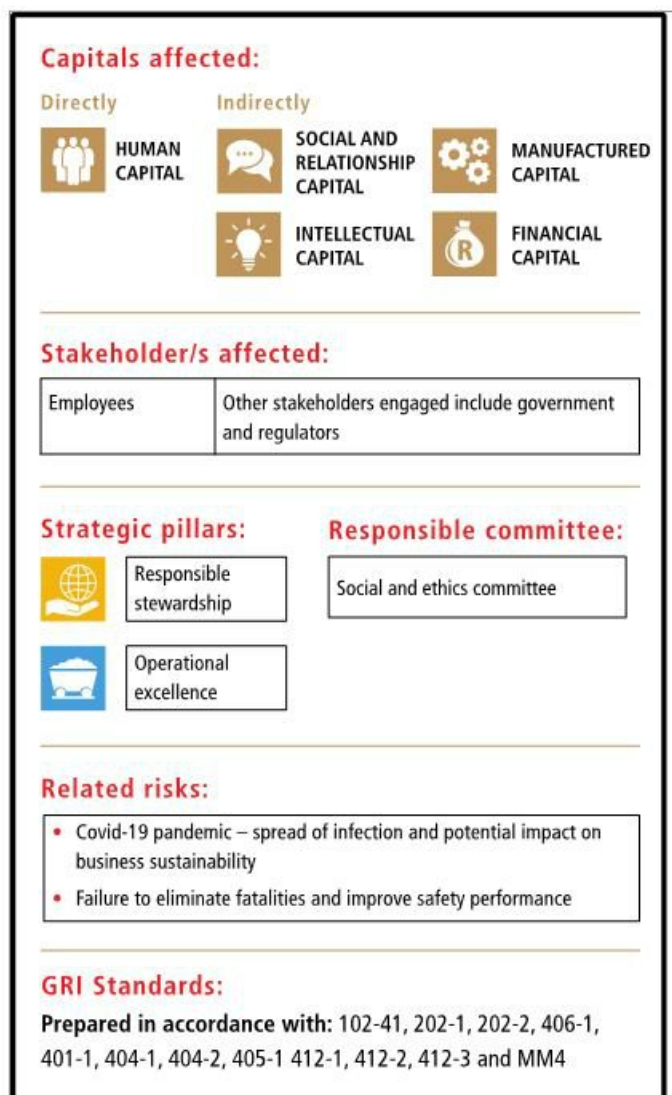 Capitals affected:
Directly
Indirectly
HUMAN
CAPITAL
SOCIAL AND
RELATIONSHIP
CAPITAL
MANUFACTURED
CAPITAL
INTELLECTUAL
CAPITAL
R
FINANCIAL
CAPITAL
Stakeholder/s affected:
Employees
Other stakeholders engaged include government
and regulators
Strategic pillars:
Responsible
stewardship
Operational
excellence
Responsible committee:
Social and ethics committee
Related risks:
• Covid-19 pandemic – spread of infection and potential impact on
business sustainability
• Failure to eliminate fatalities and improve safety performance
GRI Standards:
Prepared in accordance with: 102-41, 202-1, 202-2, 406-1,
401-1, 404-1, 404-2, 405-1 412-1, 412-2, 412-3 and MM4